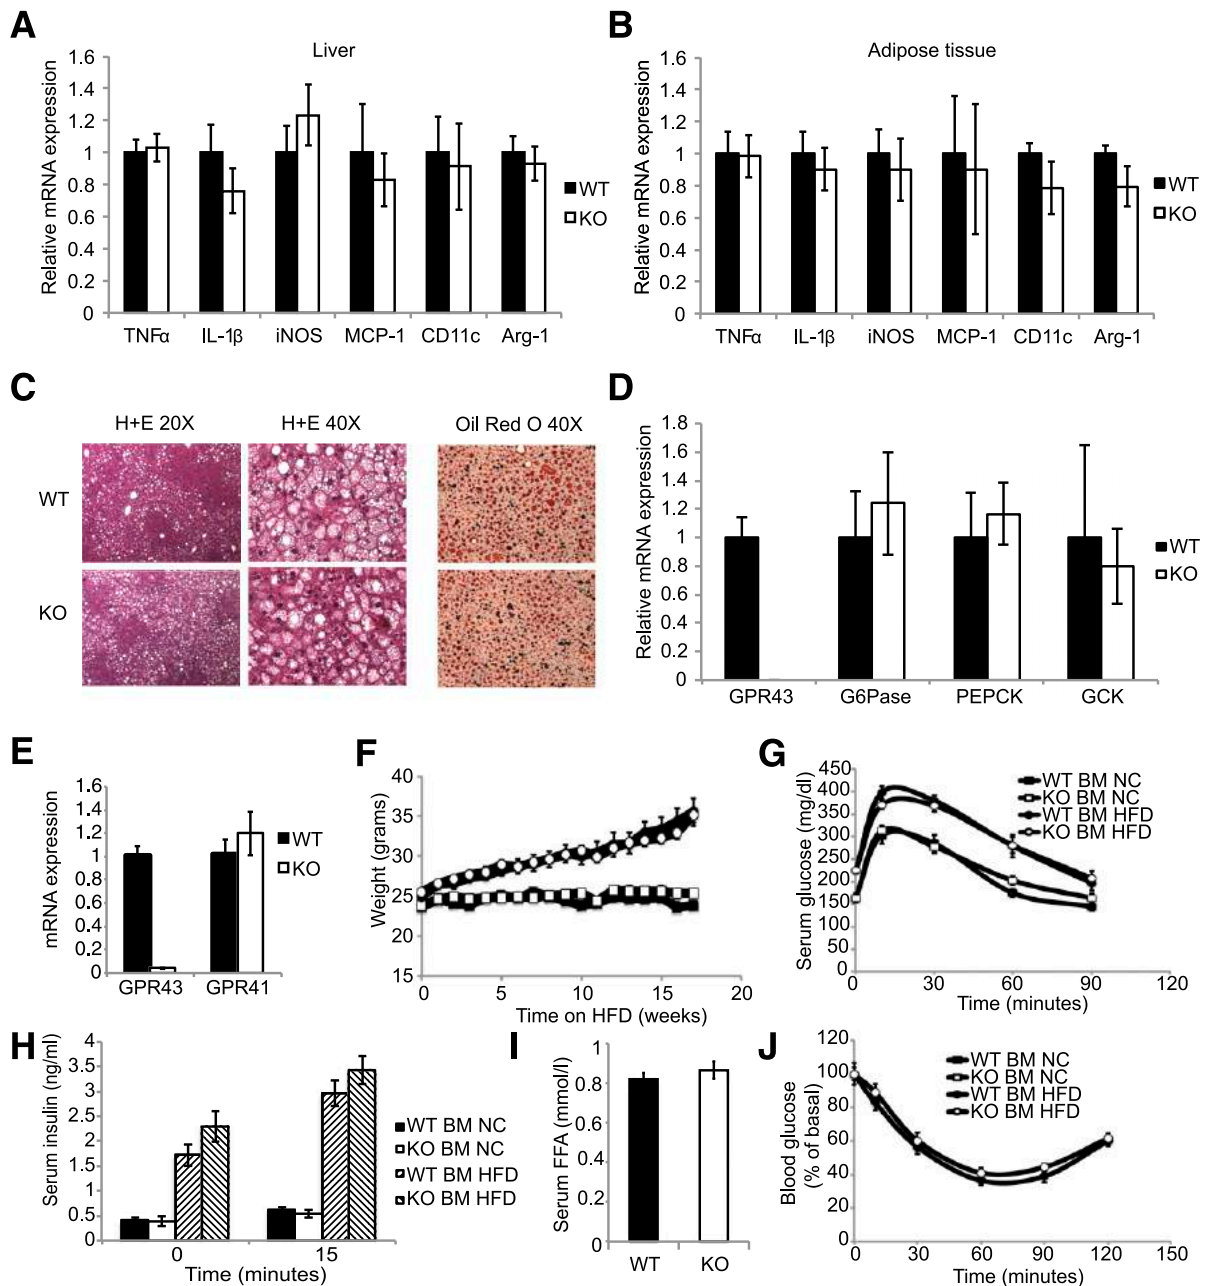 A
Liver
Relative mRNA expression
1.6
1.4
1.2
1
0.8
0.6
0.4
0.2
0
TNFα IL-1β iNOS MCP-1 CD11c Arg-1
WT
KO
B
Adipose tissue
Relative mRNA expression
1.6
1.4
1.2
1
0.8
0.6
0.4
0.2
0
TNFα IL-1β iNOS MCP-1 CD11c Arg-1
WT
KO
C
H+E 20X H+E 40X Oil Red O 40X
WT
KO
D
Relative mRNA expression
1.8
1.6
1.4
1.2
1
0.8
0.6
0.4
0.2
0
GPR43 G6Pase PEPCK GCK
WT
KO
E
mRNA expression
1.6
1.4
1.2
1
0.8
0.6
0.4
0.2
0
GPR43 GPR41
WT
KO
F
Weight (grams)
40
35
30
25
20
15
0 5 10 15 20
Time on HFD (weeks)
G
Serum glucose (mg/dl)
450
400
350
300
250
200
150
100
50
0
0 30 60 90 120
Time (minutes)
WT BM NC
KO BM NC
WT BM HFD
KO BM HFD
H
Serum insulin (ng/ml)
4
3.5
3
2.5
2
1.5
1
0.5
0
0 15
Time (minutes)
WT BM NC
KO BM NC
WT BM HFD
KO BM HFD
I
Serum FFA (mmol/l)
1
0.8
0.6
0.4
0.2
0
WT KO
J
Blood glucose
(% of basal)
120
100
80
60
40
20
0
0 30 60 90 120 150
WT BM NC
KO BM NC
WT BM HFD
KO BM HFD